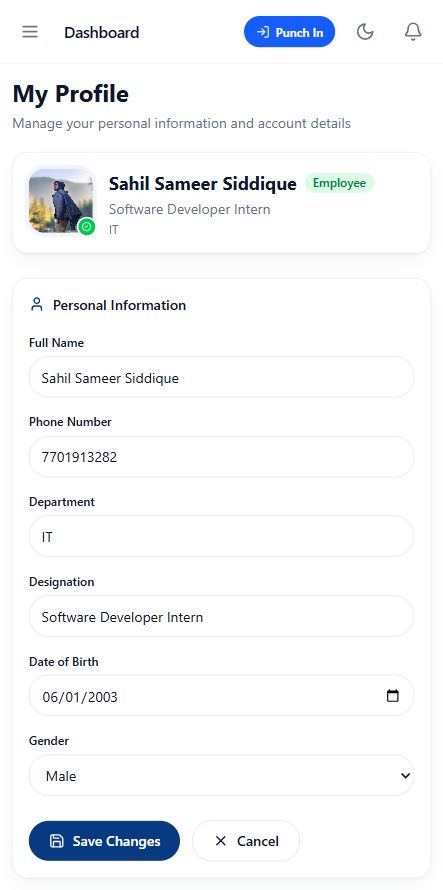 Dashboard
Punch In
My Profile
Manage your personal information and account details
Sahil Sameer Siddique
Employee
Software Developer Intern
IT
Personal Information
Full Name
Sahil Sameer Siddique
Phone Number
7701913282
Department
IT
Designation
Software Developer Intern
Date of Birth
06/01/2003
Gender
Male
Save Changes
Cancel